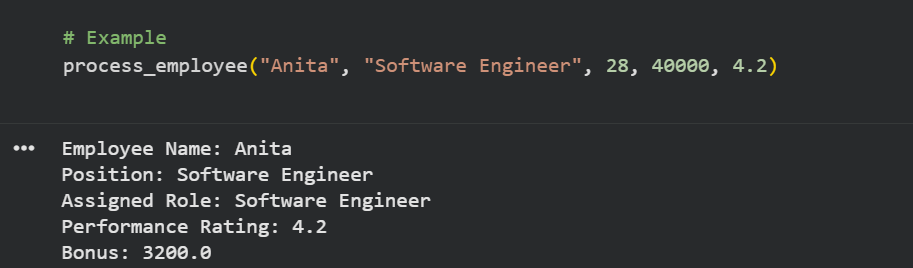 # Example
process_employee("Anita", "Software Engineer", 28, 40000, 4.2)
Employee Name: Anita
Position: Software Engineer
Assigned Role: Software Engineer
Performance Rating: 4.2
Bonus: 3200.0